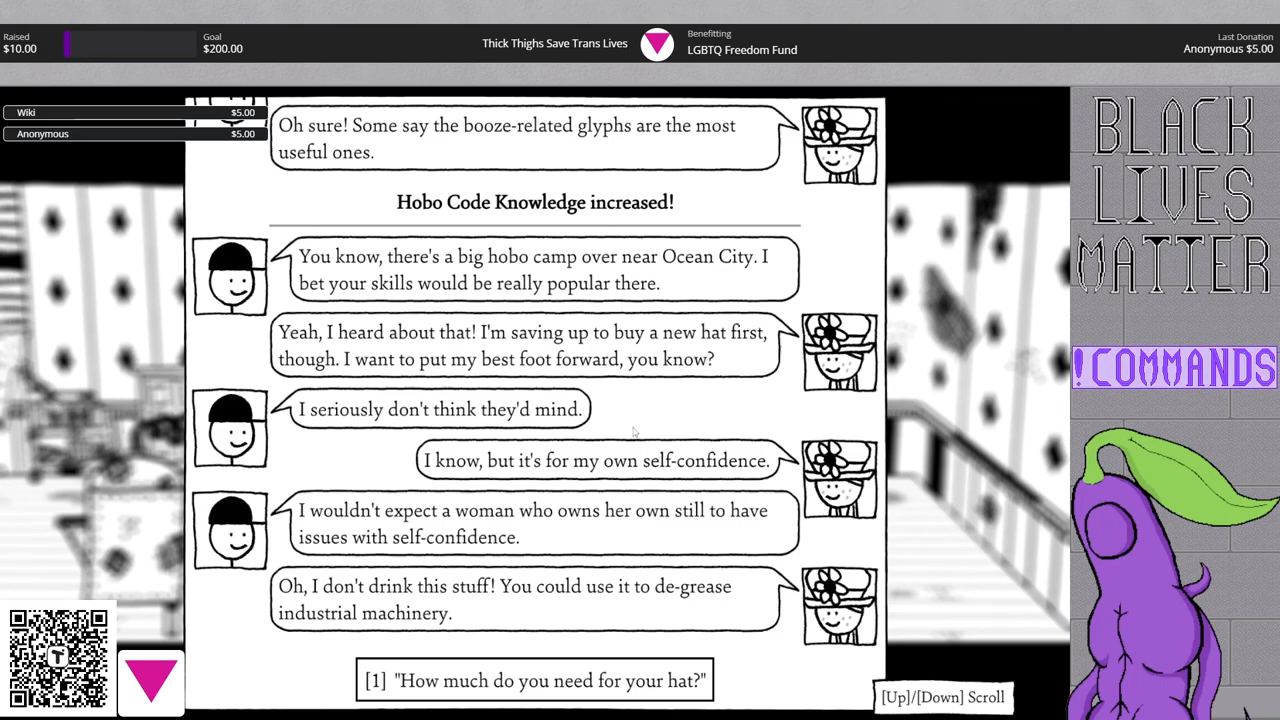 Raised
$10.00
Goal
$200.00
Thick Thighs Save Trans Lives
Benefitting
LGBTQ Freedom Fund
Last Donation
Anonymous $5.00
Wiki $5.00
Anonymous $5.00
Oh sure! Some say the booze-related glyphs are the most
useful ones.
Hobo Code Knowledge increased!
You know, there's a big hobo camp over near Ocean City. I
bet your skills would be really popular there.
Yeah, I heard about that! I'm saving up to buy a new hat first,
though. I want to put my best foot forward, you know?
I seriously don't think they'd mind.
I know, but it's for my own self-confidence.
I wouldn't expect a woman who owns her own still to have
issues with self-confidence.
Oh, I don't drink this stuff! You could use it to de-grease
industrial machinery.
[1] "How much do you need for your hat?"
[Up]/[Down] Scroll
BLACK
LIVES
MATTER
!COMMANDS
T